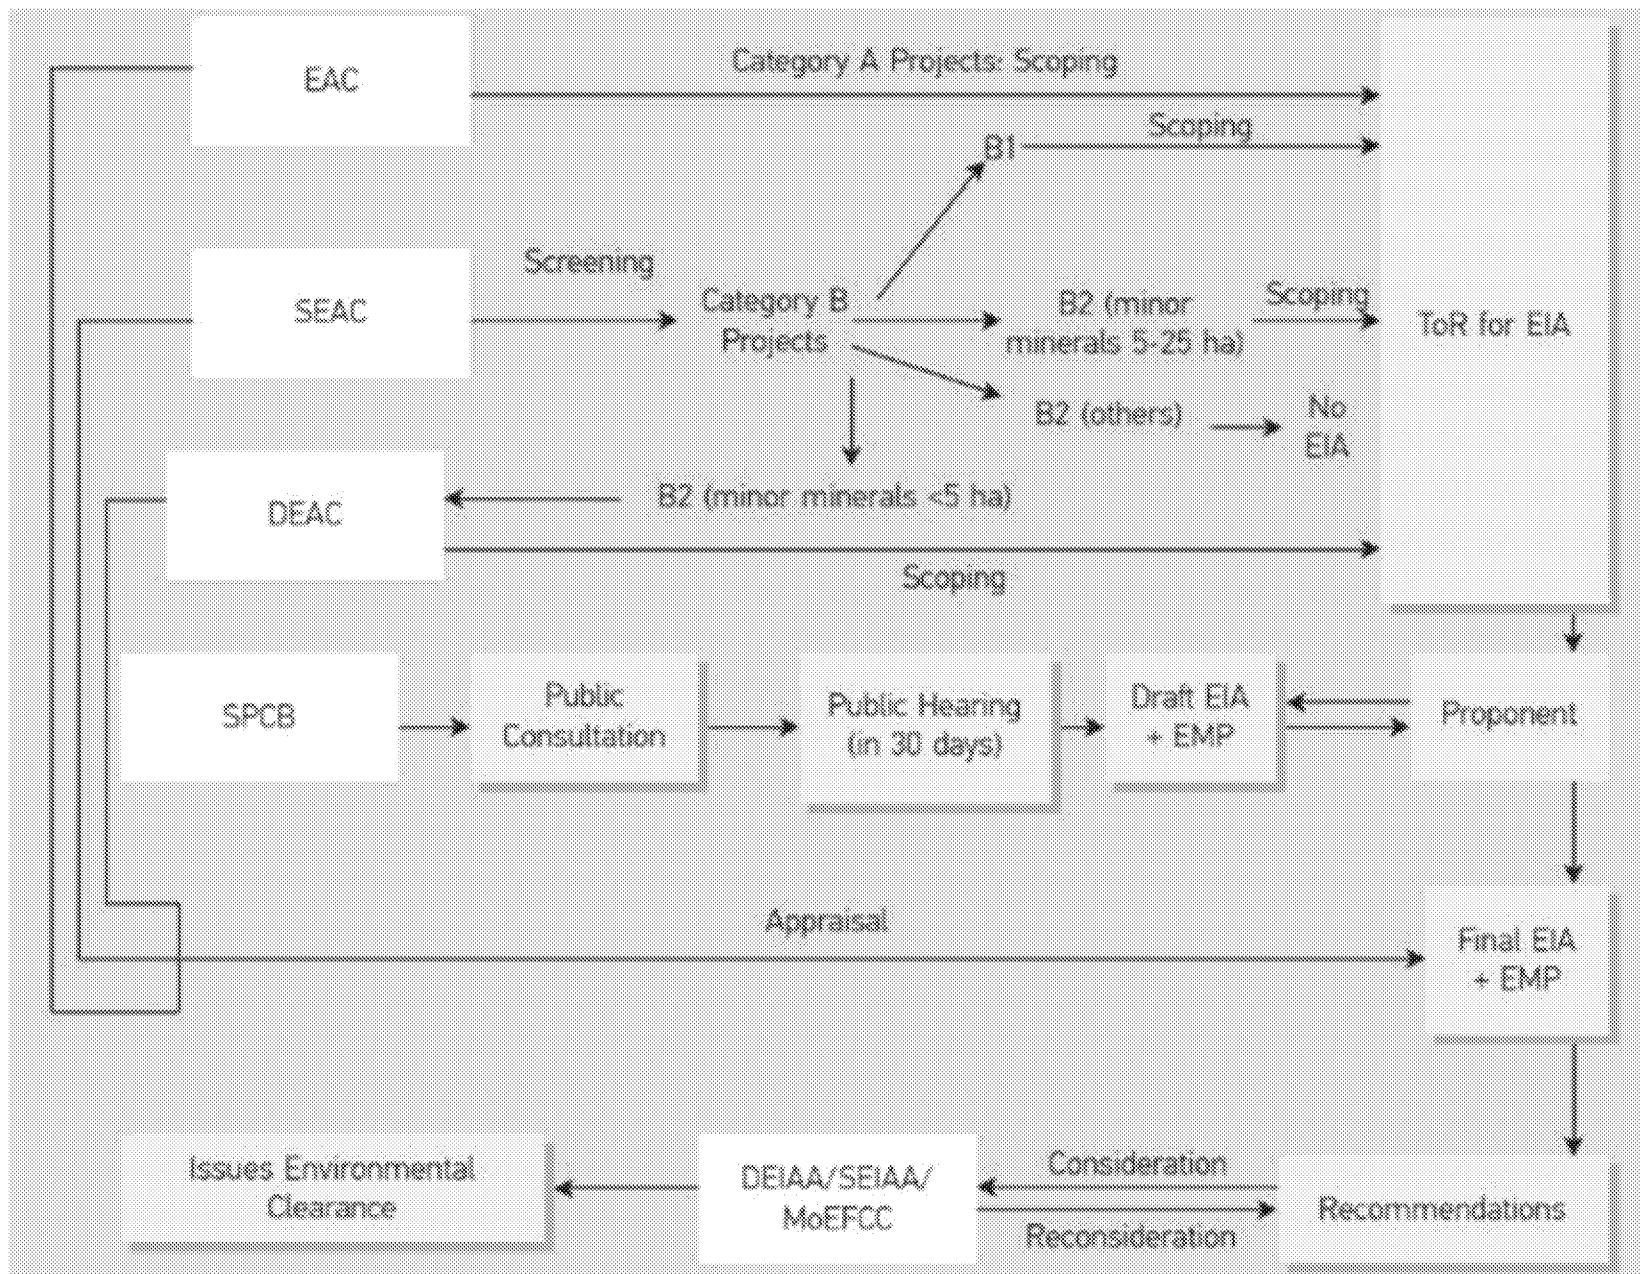 EAC
Category A Projects: Scoping
B1
Scoping
SEAC
Screening
Category B
Projects
B2 (minor
minerals 5-25 ha)
Scoping
ToR for EIA
B2 (others)
No
EIA
DEAC
B2 (minor minerals <5 ha)
Scoping
SPCB
Public
Consultation
Public Hearing
(in 30 days)
Draft EIA
+ EMP
Proponent
Appraisal
Final EIA
+ EMP
Issues Environmental
Clearance
DEIAA/SEIAA/
MoEFCC
Consideration
Reconsideration
Recommendations